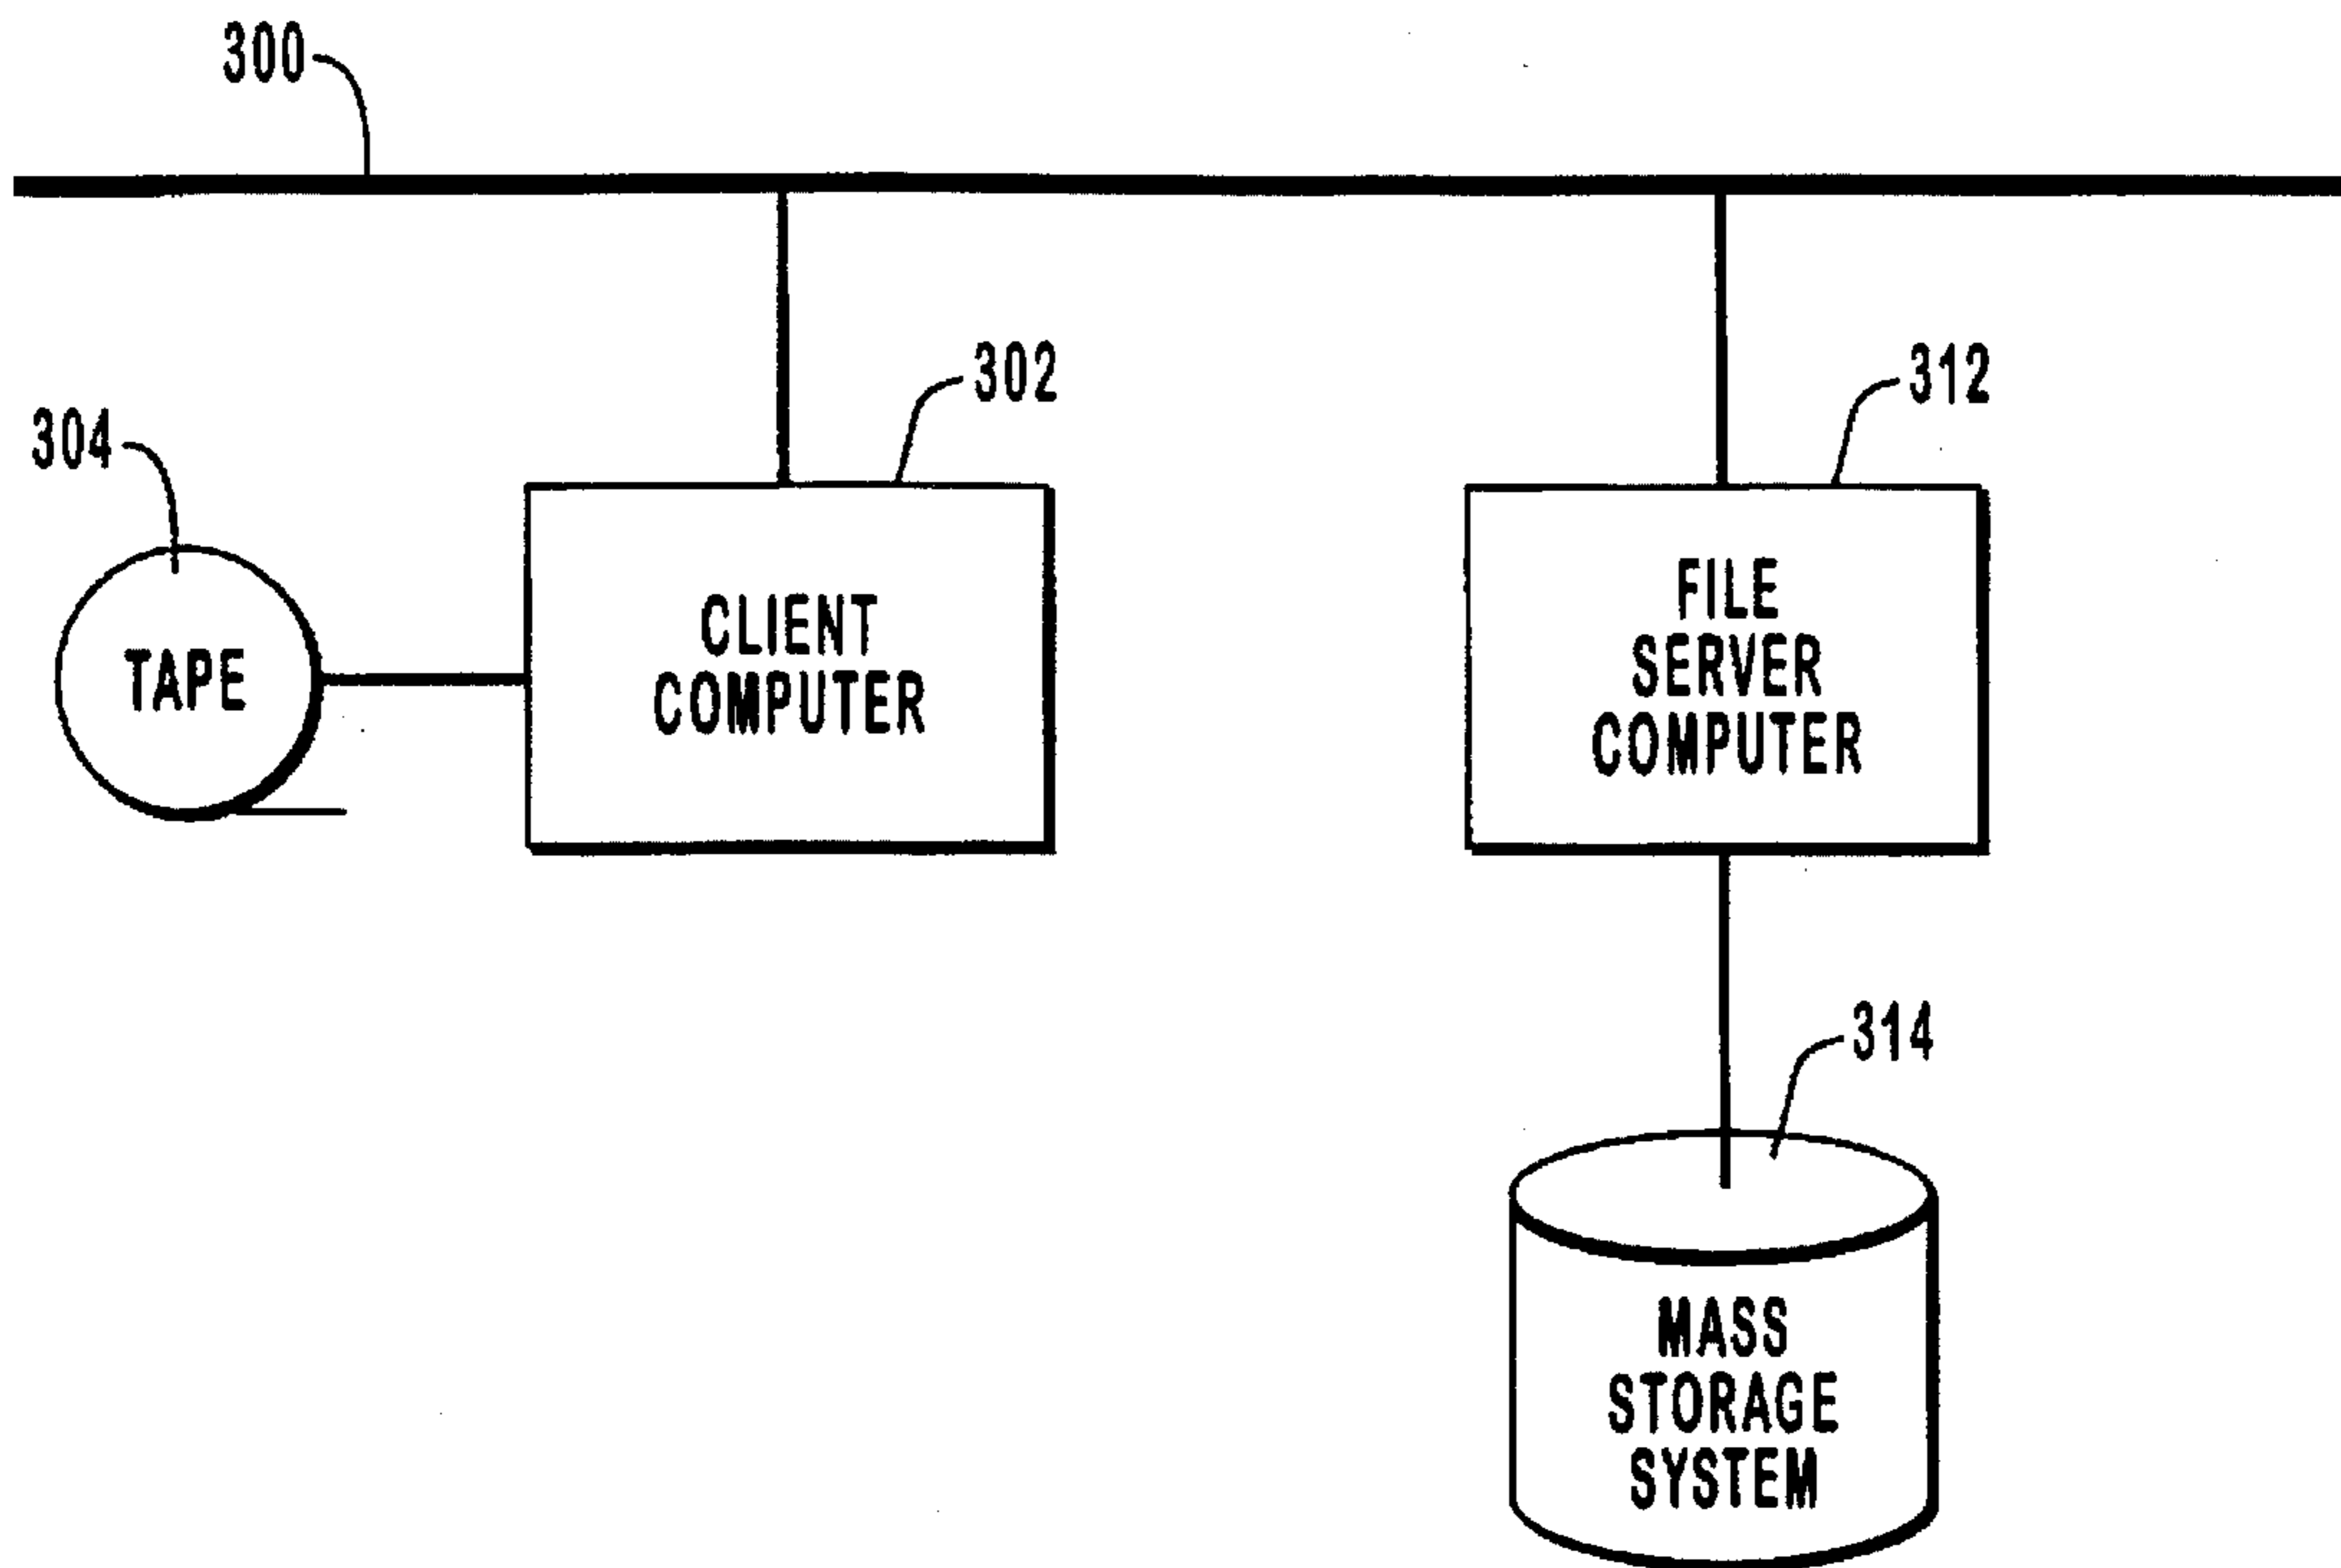 300
302
312
304
TAPE
CLIENT
COMPUTER
FILE
SERVER
COMPUTER
314
MASS
STORAGE
SYSTEM